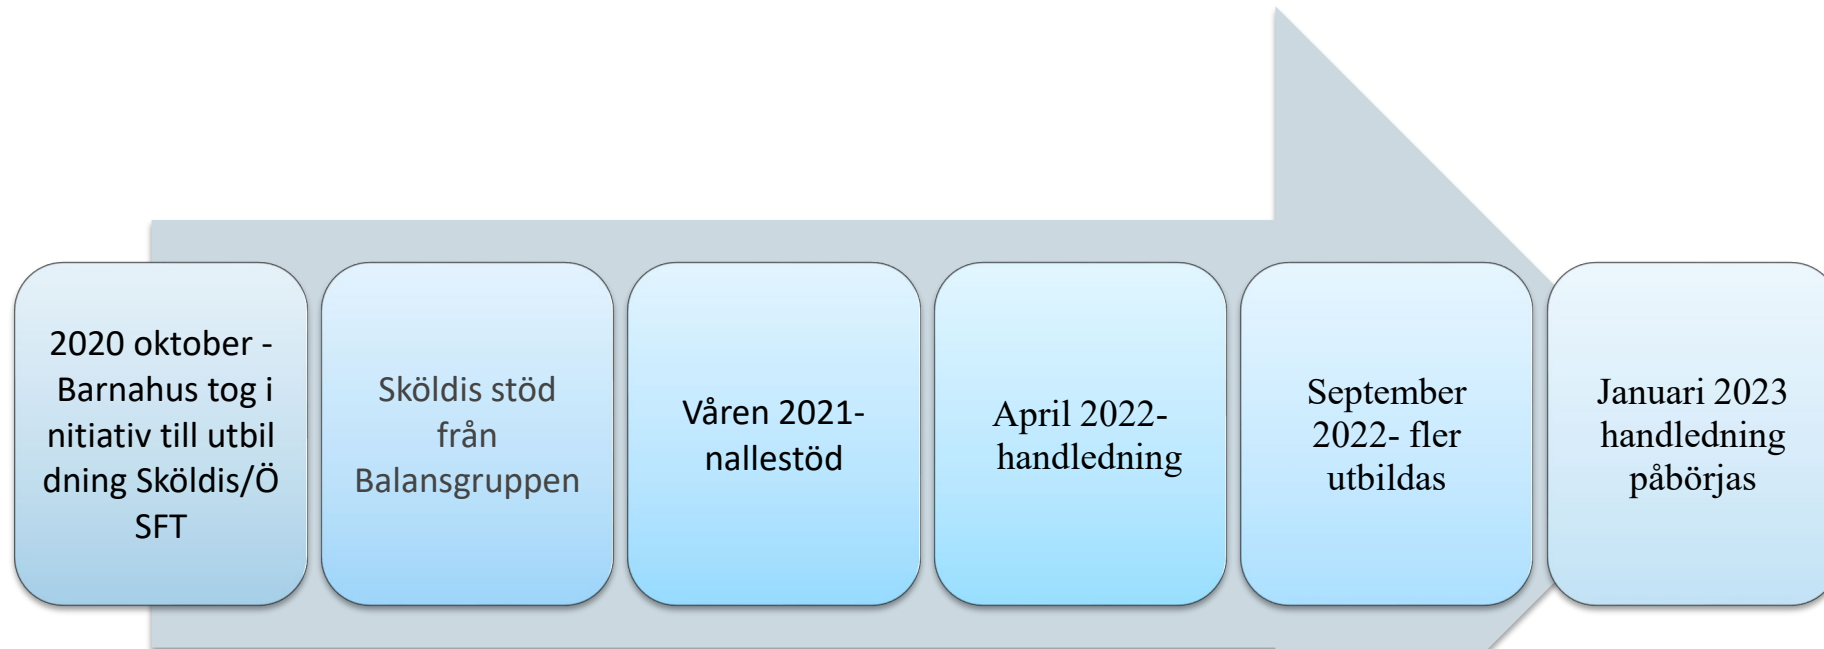 2020 oktober -
Barnahus tog i
nitiativ till utbil
dning Sköldis/Ö
SFT
Sköldis stöd
från
Balansgruppen
Våren 2021-
nallestöd
April 2022-
handledning
September
2022- fler
utbildas
Januari 2023
handledning
påbörjas